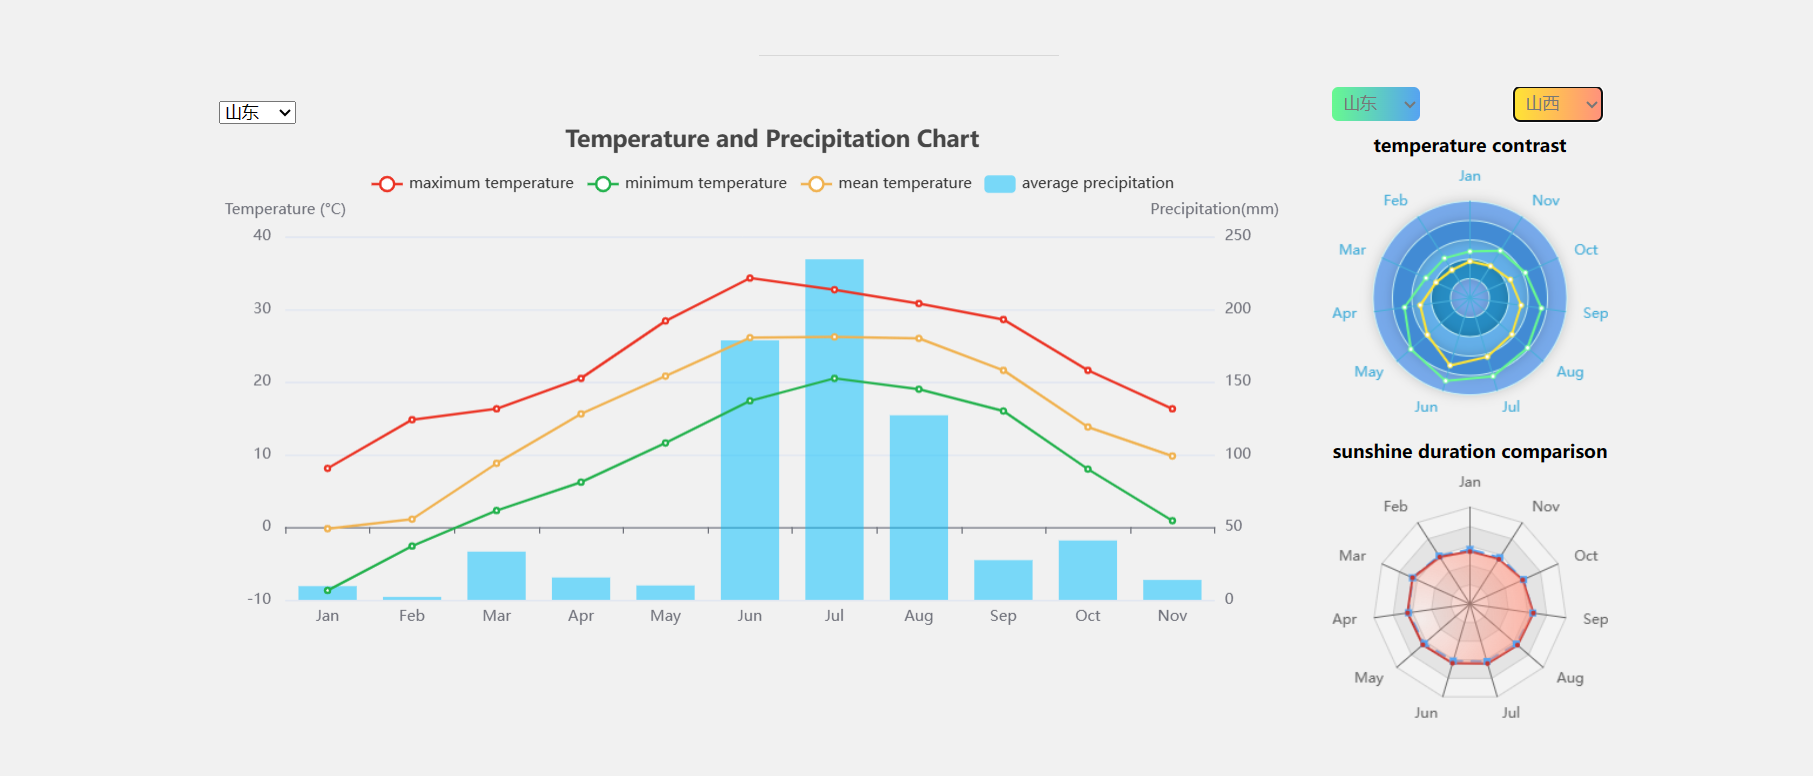 山东
Temperature and Precipitation Chart
maximum temperature minimum temperature mean temperature average precipitation
Temperature (°C) Precipitation(mm)
40 250
30 200
20 150
10 100
0 50
-10 0
Jan Feb Mar Apr May Jun Jul Aug Sep Oct Nov
山东 山西
temperature contrast
Jan
Feb Nov
Mar Oct
Apr Sep
May Aug
Jun Jul
sunshine duration comparison
Jan
Feb Nov
Mar Oct
Apr Sep
May Aug
Jun Jul